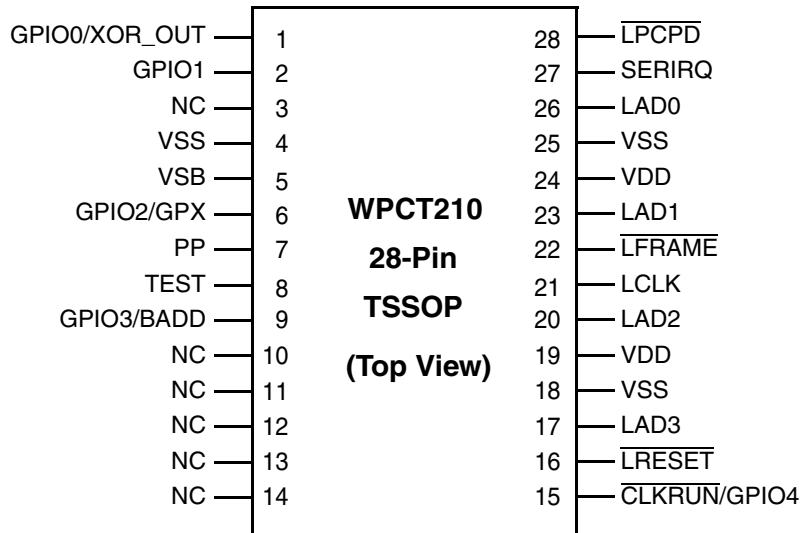 GPIO0/XOR_OUT 1 28 LPCPD
GPIO1 2 27 SERIRQ
NC 3 26 LAD0
VSS 4 25 VSS
VSB 5 24 VDD
GPIO2/GPX 6 WPCT210 23 LAD1
PP 7 28-Pin 22 LFRAME
TEST 8 TSSOP 21 LCLK
GPIO3/BADD 9 20 LAD2
NC 10 (Top View) 19 VDD
NC 11 18 VSS
NC 12 17 LAD3
NC 13 16 LRESET
NC 14 15 CLKRUN/GPIO4